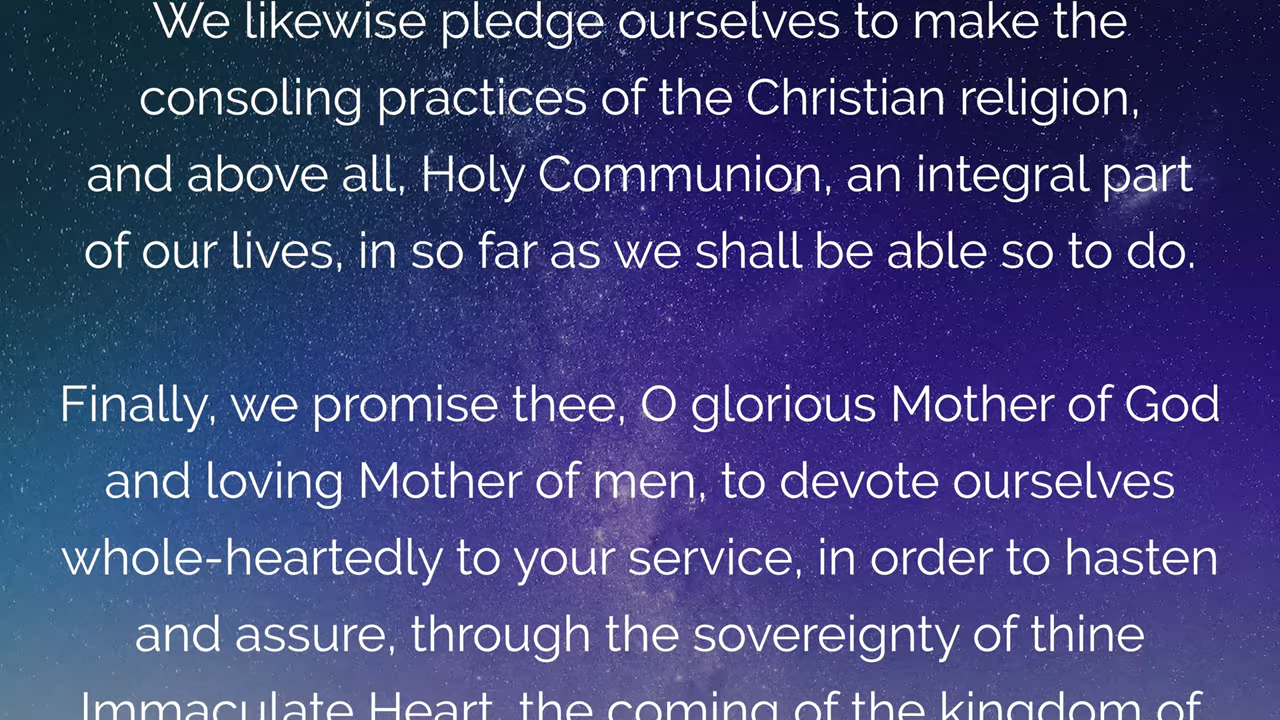 We likewise pledge ourselves to make the
consoling practices of the Christian religion,
and above all, Holy Communion, an integral part
of our lives, in so far as we shall be able so to do.
Finally, we promise thee, O glorious Mother of God
and loving Mother of men, to devote ourselves
whole-heartedly to your service, in order to hasten
and assure, through the sovereignty of thine
Immaculate Heart, the coming of the kingdom of